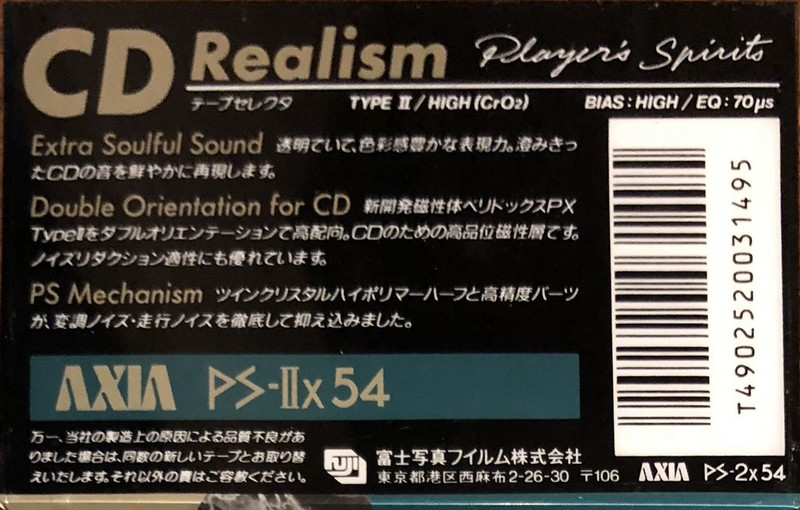 CD Realism Player's Spirits
テープセレクタ TYPE II/HIGH (CrO2) BIAS : HIGH / EQ : 70μs
Extra Soulful Sound 透明でいて、色彩感豊かな表現力。澄みきっ
たCDの音を鮮やかに再現します。
Double Orientation for CD 新開発磁性体ベリドックスPX
TypeIIをダブルオリエンテーションで高配向。CDのための高品位磁性層です。
ノイズリダクション適性にも優れています。
PS Mechanism ツインクリスタルハイポリマーハーフと高精度パーツ
が、変調ノイズ・走行ノイズを徹底して抑え込みました。
AXIA PS-IIx 54
万一、当社の製造上の原因による品質不良があ
りました場合は、同数の新しいテープとお取り替
えいたします。それ以外の責はご容赦ください。
FUJI 富士写真フイルム株式会社
東京都港区西麻布2-26-30 〒106 AXIA PS-2x 54
T4902520031495